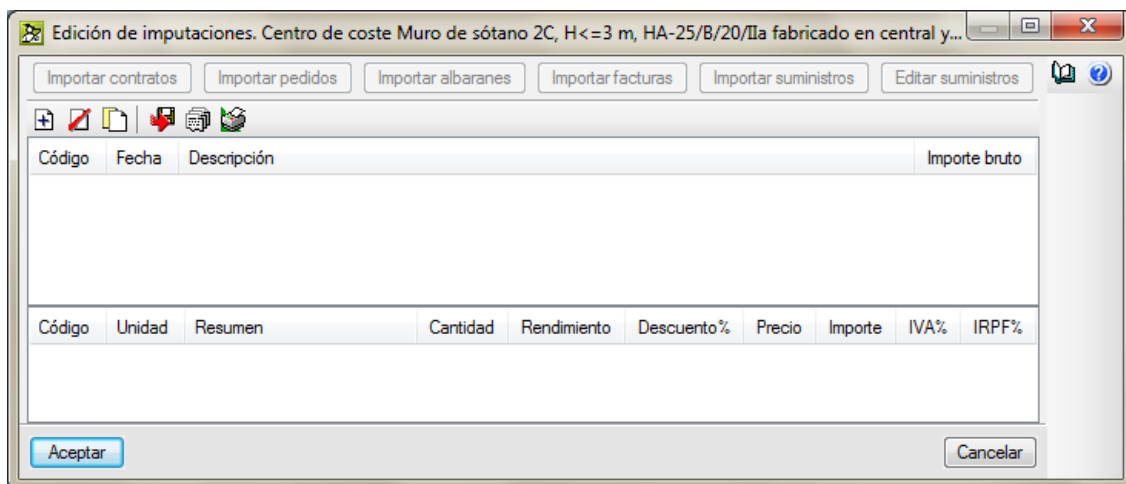 Edición de imputaciones. Centro de coste Muro de sótano 2C, H<=3 m, HA-25/B/20/IIa fabricado en central y...
Importar contratos Importar pedidos Importar albaranes Importar facturas Importar suministros Editar suministros
Código Fecha Descripción Importe bruto
Código Unidad Resumen Cantidad Rendimiento Descuento% Precio Importe IVA% IRPF%
Aceptar Cancelar